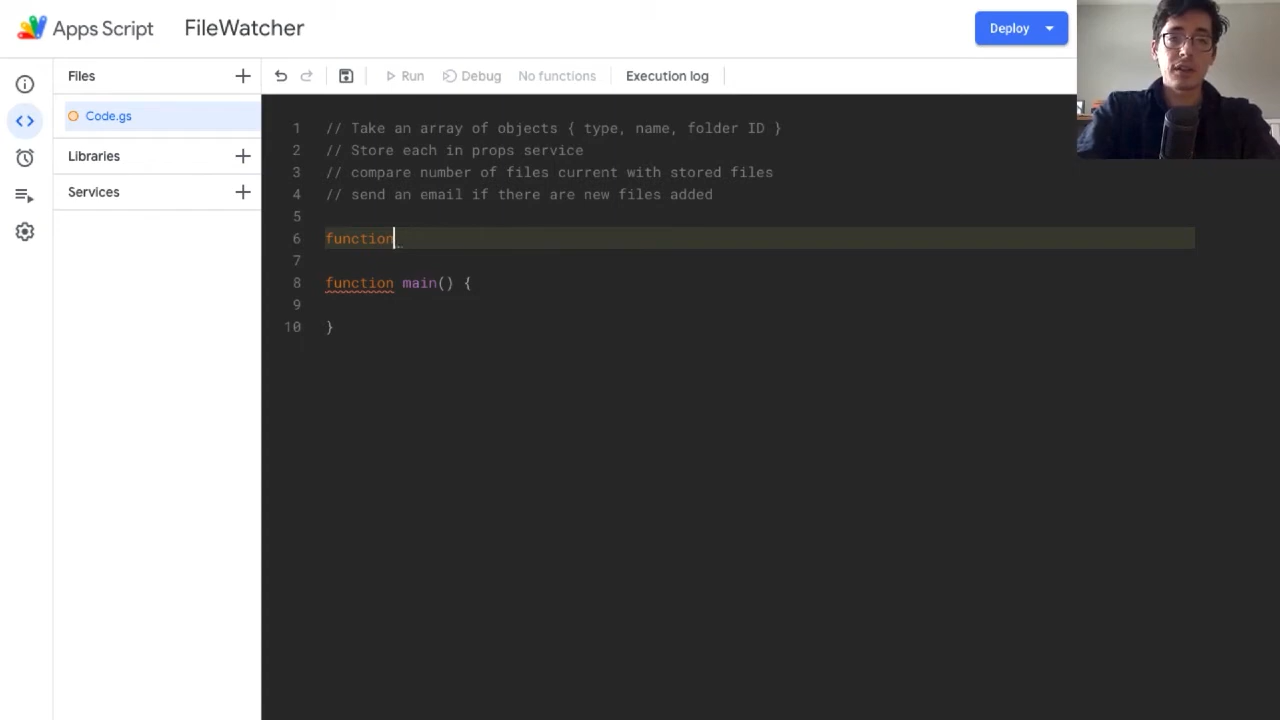 Apps Script
FileWatcher
Deploy
Files
Run
Debug
No functions
Execution log
Code.gs
Libraries
Services
1 // Take an array of objects { type, name, folder ID }
2 // Store each in props service
3 // compare number of files current with stored files
4 // send an email if there are new files added
5
6 function
7
8 function main() {
9
10 }